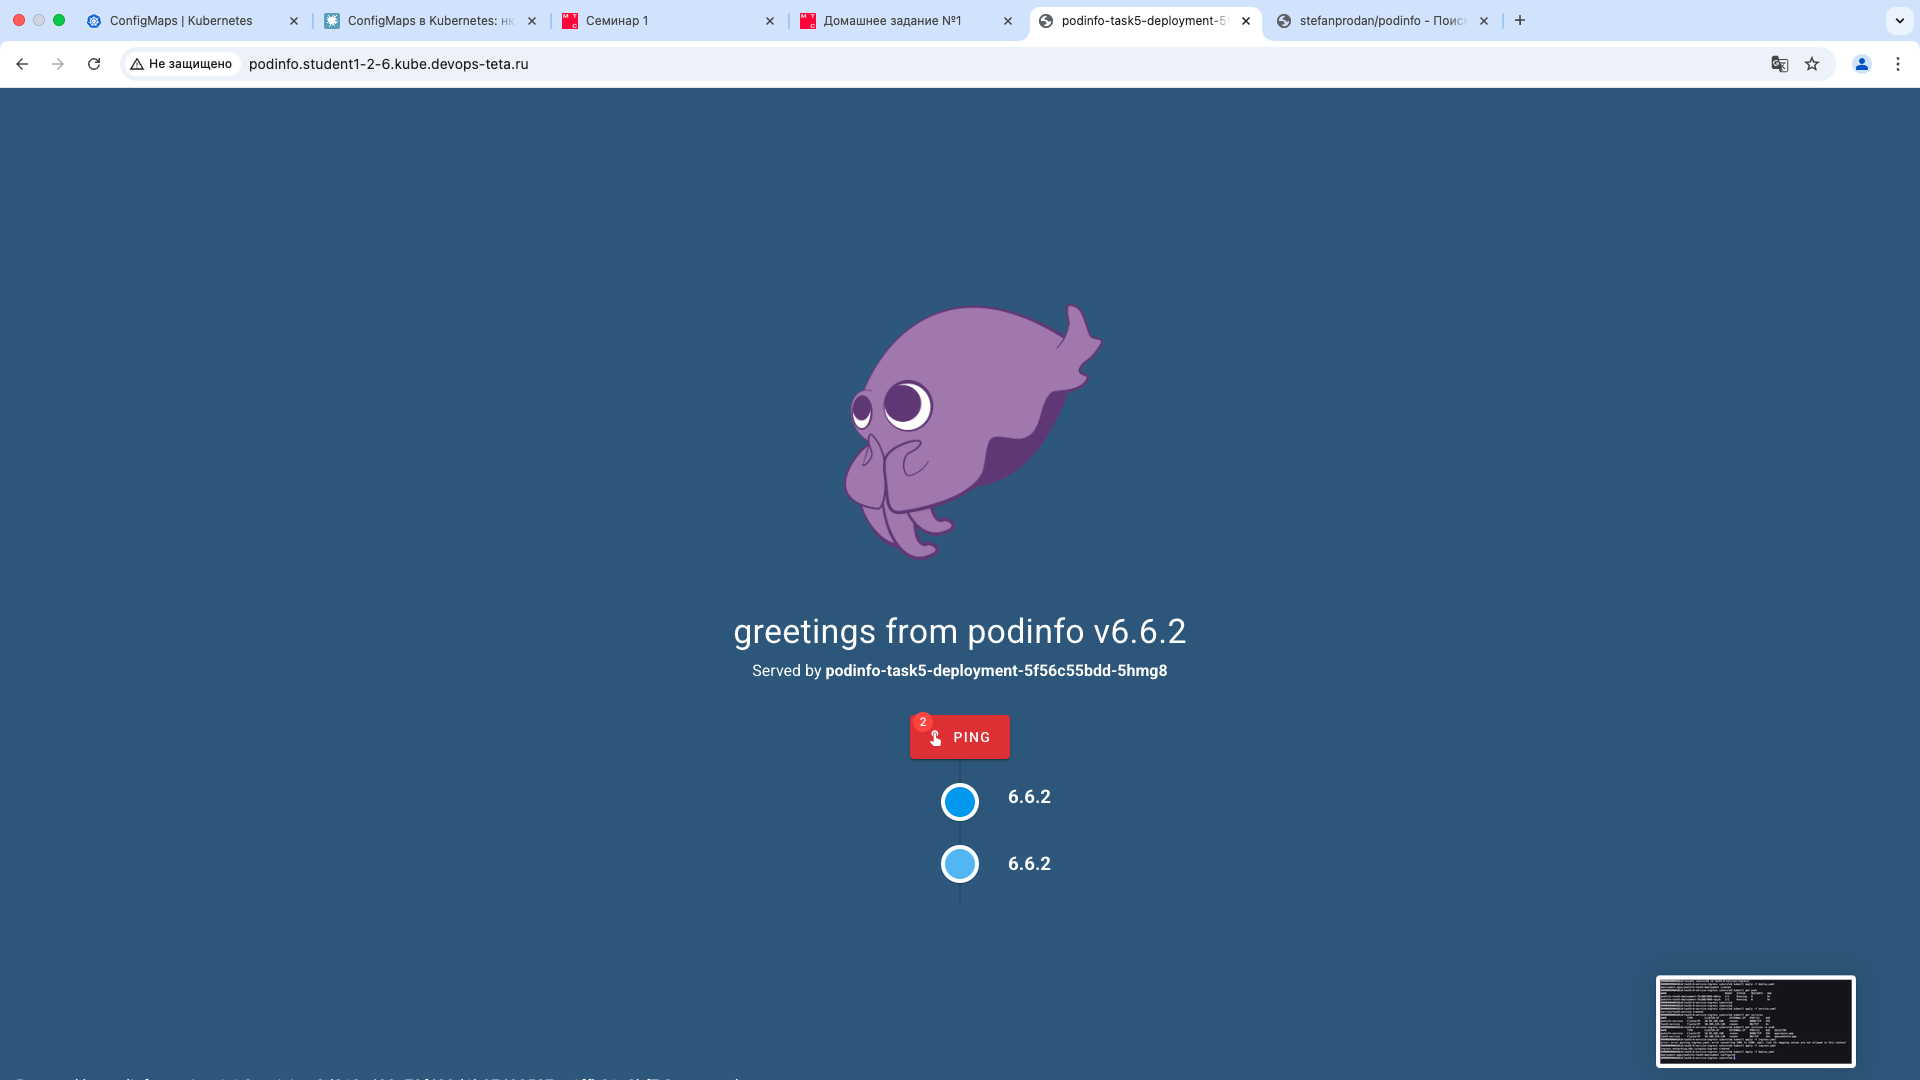 ConfigMaps | Kubernetes
ConfigMaps в Kubernetes: нк
Семинар 1
Домашнее задание №1
podinfo-task5-deployment-5
stefanprodan/podinfo - Поис
Не защищено
podinfo.student1-2-6.kube.devops-teta.ru
greetings from podinfo v6.6.2
Served by podinfo-task5-deployment-5f56c55bdd-5hmg8
2
PING
6.6.2
6.6.2